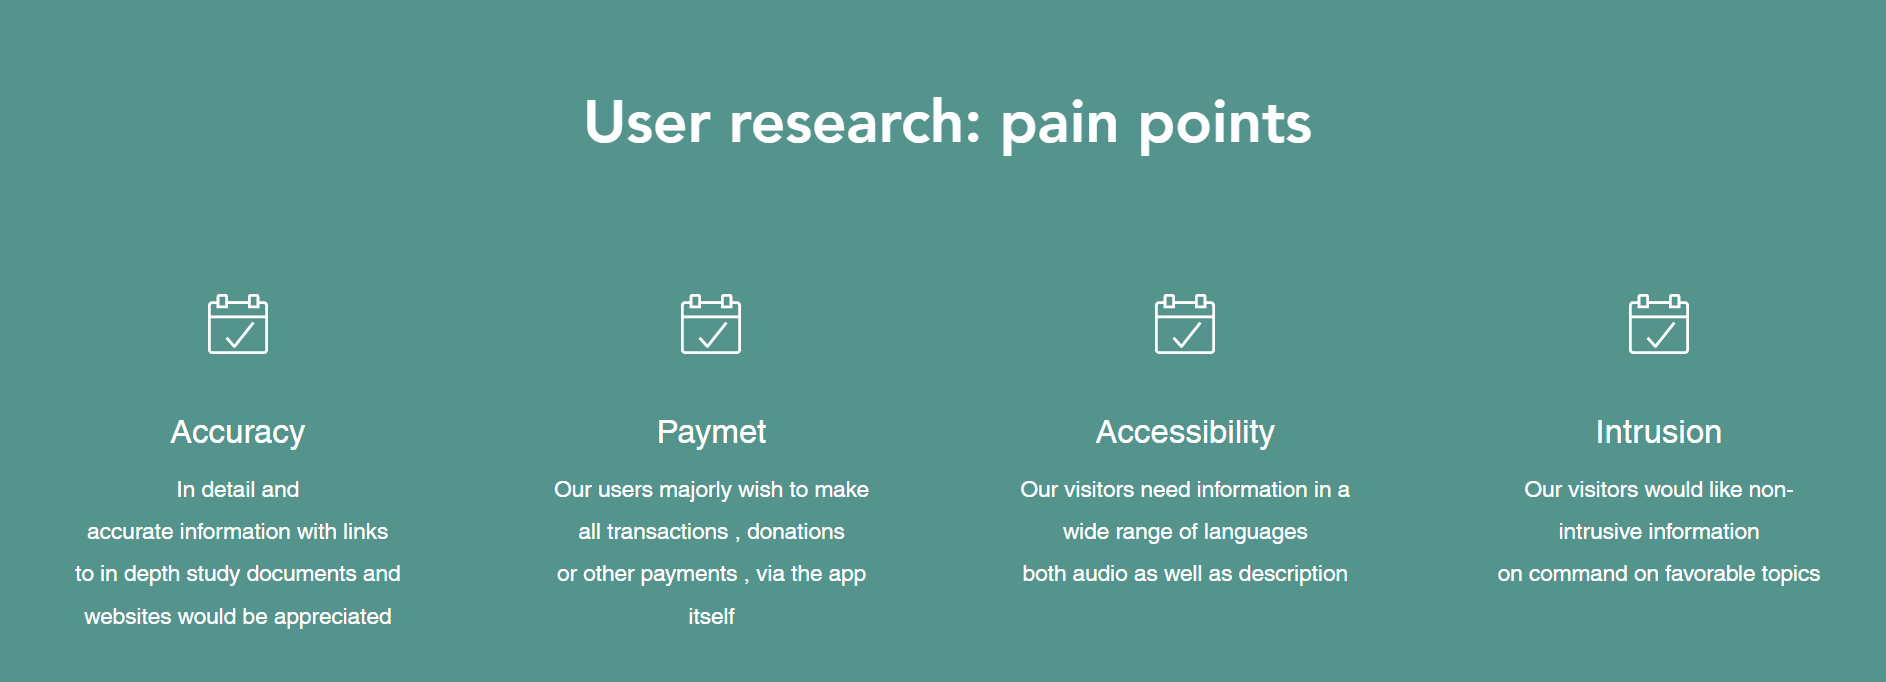 User research: pain points
Accuracy
In detail and
accurate information with links
to in depth study documents and
websites would be appreciated
Paymet
Our users majorly wish to make
all transactions , donations
or other payments , via the app
itself
Accessibility
Our visitors need information in a
wide range of languages
both audio as well as description
Intrusion
Our visitors would like non-
intrusive information
on command on favorable topics